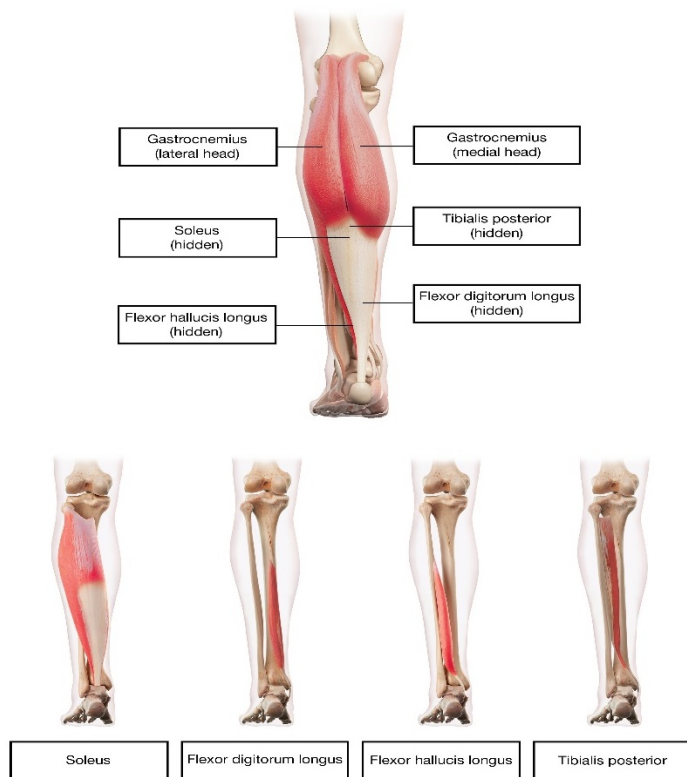 Gastrocnemius
(lateral head)
Gastrocnemius
(medial head)
Soleus
(hidden)
Tibialis posterior
(hidden)
Flexor hallucis longus
(hidden)
Flexor digitorum longus
(hidden)
Soleus
Flexor digitorum longus
Flexor hallucis longus
Tibialis posterior